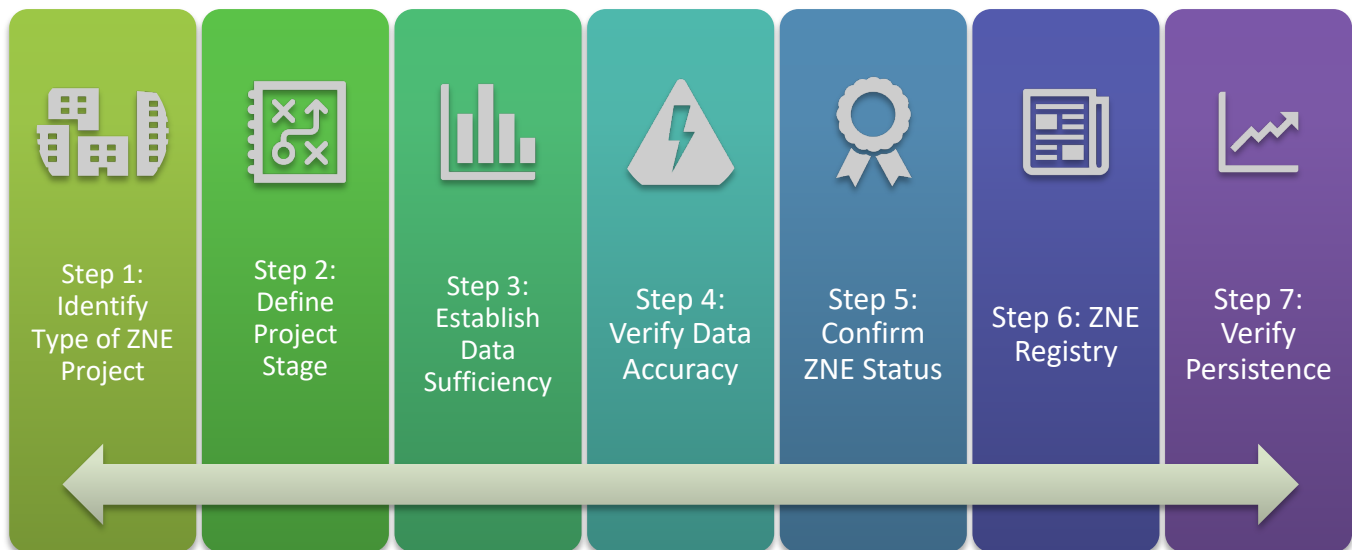 Step 1:
Identify
Type of ZNE
Project
Step 2:
Define
Project
Stage
Step 3:
Establish
Data
Sufficiency
Step 4:
Verify Data
Accuracy
Step 5:
Confirm
ZNE Status
Step 6: ZNE
Registry
Step 7:
Verify
Persistence